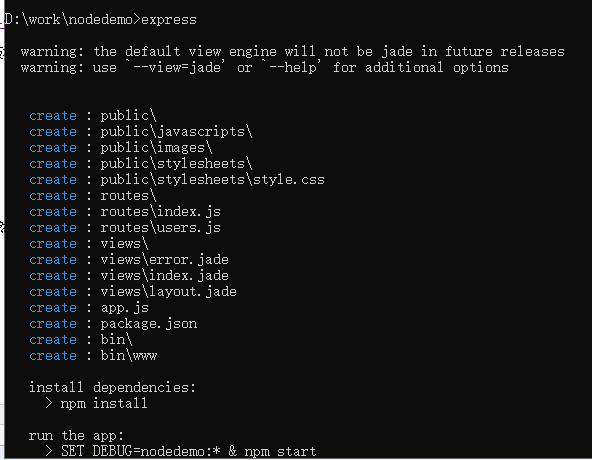 D:\work\nodedemo>express
warning: the default view engine will not be jade in future releases
warning: use `--view=jade' or `--help' for additional options
create : public\
create : public\javascripts\
create : public\images\
create : public\stylesheets\
create : public\stylesheets\style.css
create : routes\
create : routes\index.js
create : routes\users.js
create : views\
create : views\error.jade
create : views\index.jade
create : views\layout.jade
create : app.js
create : package.json
create : bin\
create : bin\www
install dependencies:
> npm install
run the app:
> SET DEBUG=nodedemo:* & npm start